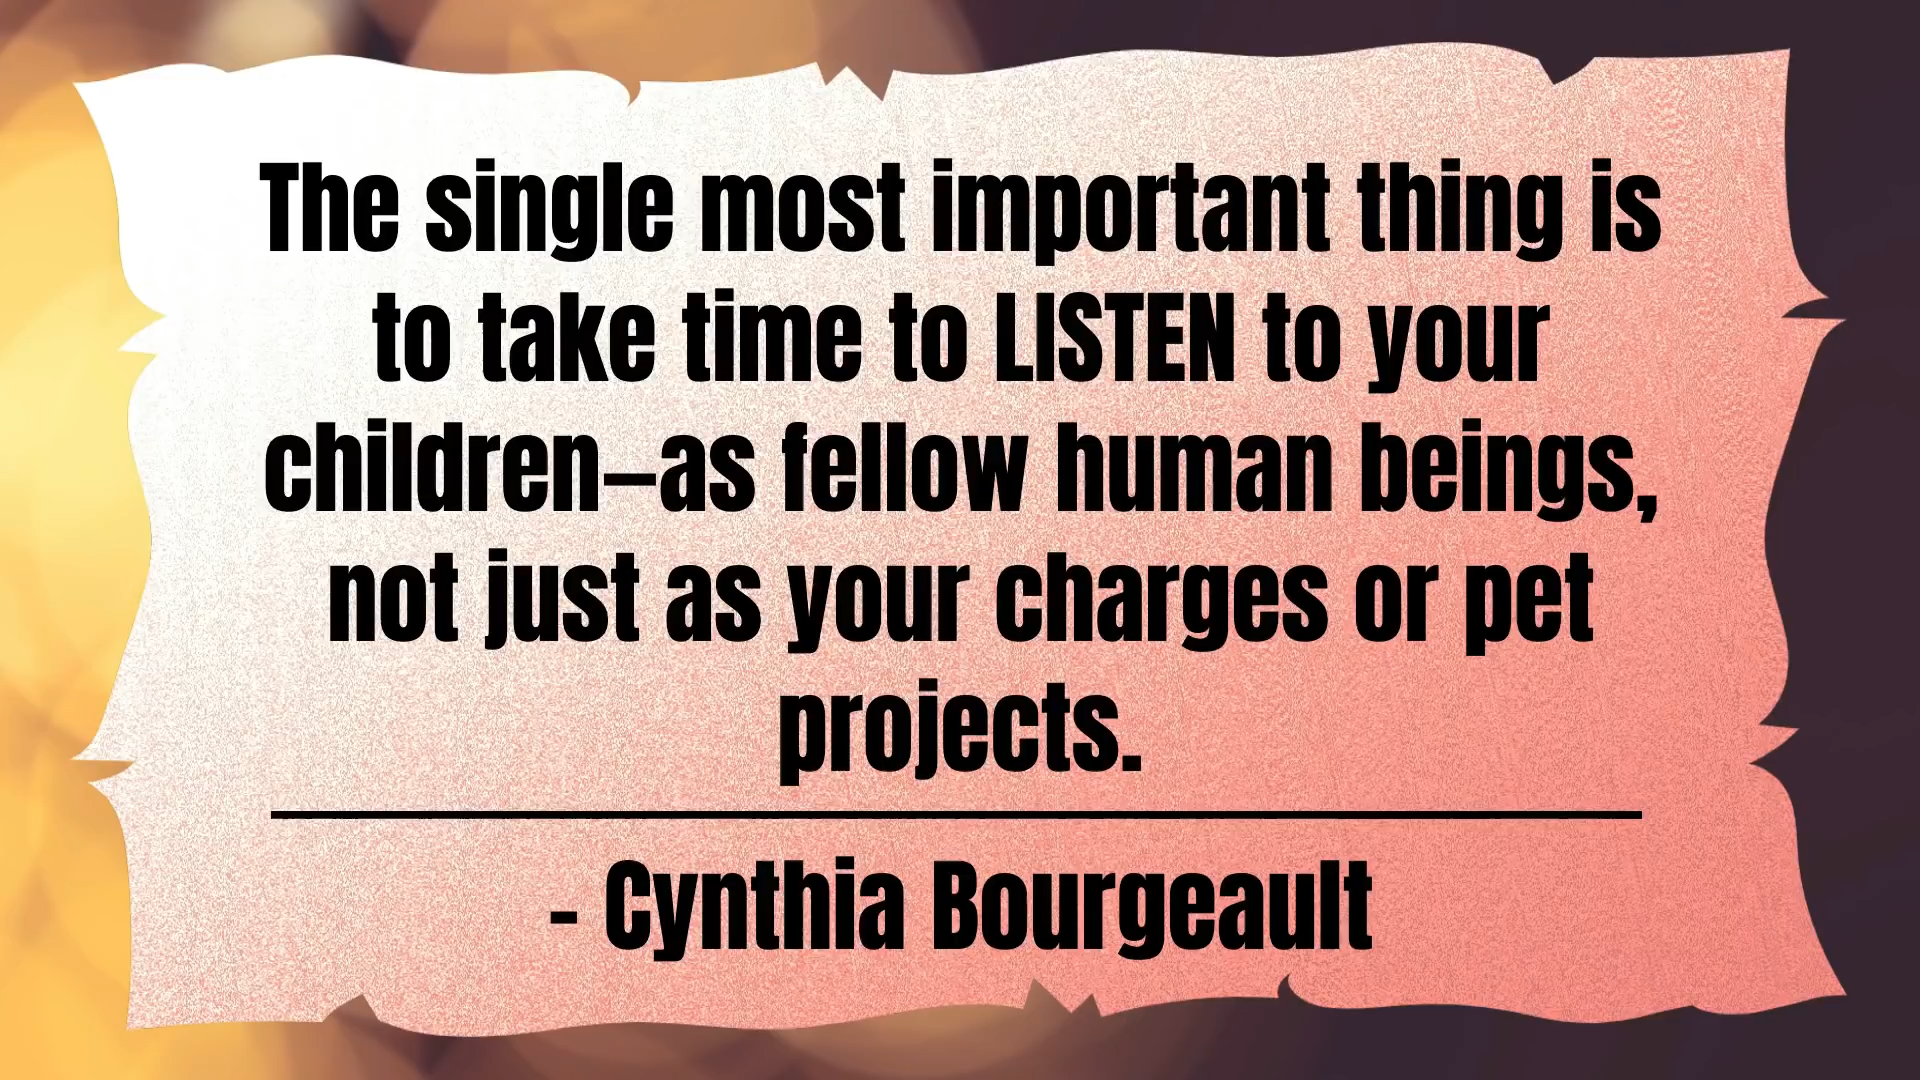 The single most important thing is
to take time to LISTEN to your
children—as fellow human beings,
not just as your charges or pet
projects.
- Cynthia Bourgeault